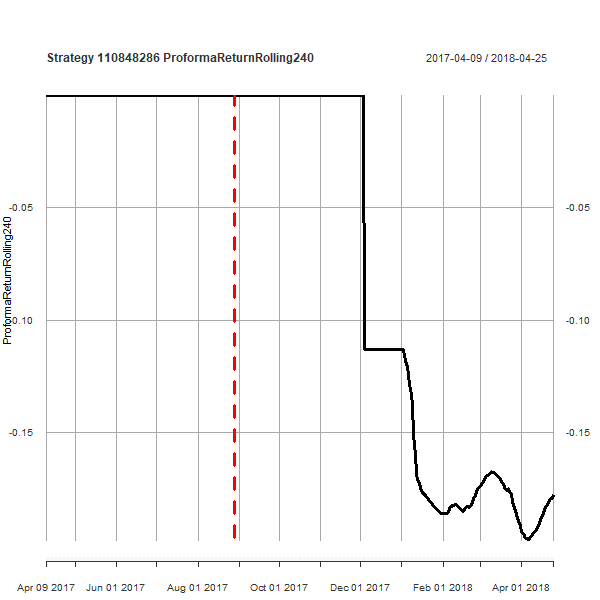 Strategy 110848286 ProformaReturnRolling240
2017-04-09 / 2018-04-25
ProformaReturnRolling240
-0.05
-0.05
-0.10
-0.10
-0.15
-0.15
Apr 09 2017
Jun 01 2017
Aug 01 2017
Oct 01 2017
Dec 01 2017
Feb 01 2018
Apr 01 2018